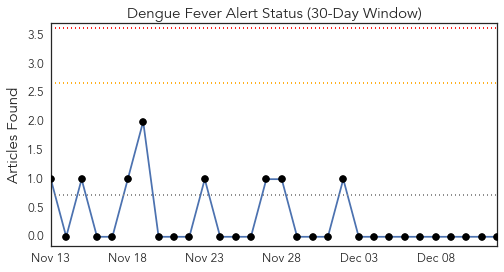 Dengue Fever Alert Status (30-Day Window)
Articles Found
3.5
3.0
2.5
2.0
1.5
1.0
0.5
0.0
Nov 13
Nov 18
Nov 23
Nov 28
Dec 03
Dec 08